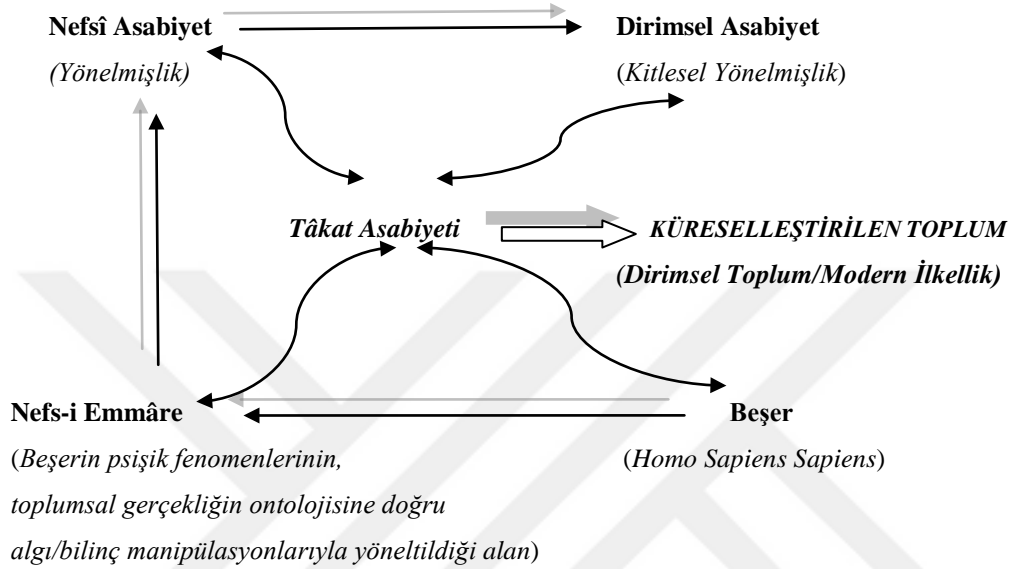 Nefsî Asabiyet
Dirimsel Asabiyet
(Yönelmişlik)
(Kitlesel Yönelmişlik)
Tâkat Asabiyeti
KÜRESELLEŞTİRİLEN TOPLUM
(Dirimsel Toplum/Modern İlkellik)
Nefs-i Emmâre
Beşer
(Beşerin psişik fenomenlerinin,
(Homo Sapiens Sapiens)
toplumsal gerçekliğin ontolojisine doğru
algı/bilinç manipülasyonlarıyla yöneltildiği alan)